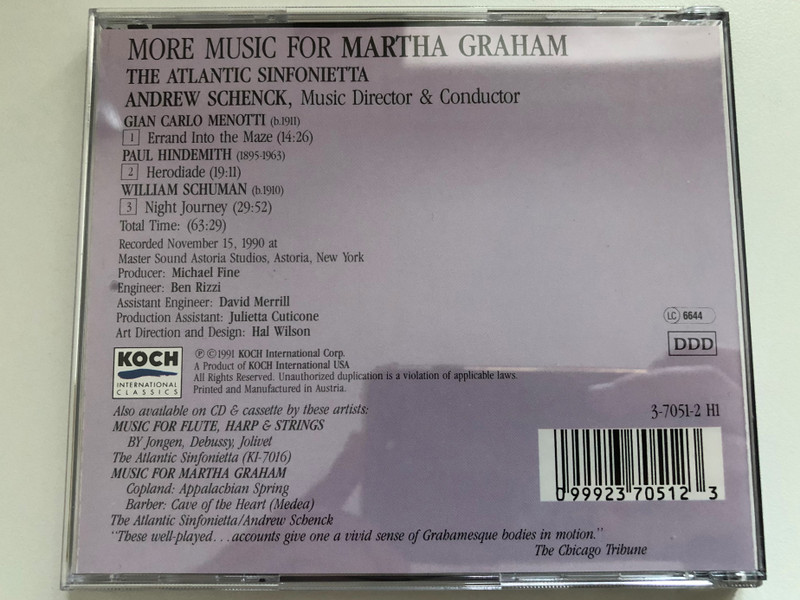 MORE MUSIC FOR MARTHA GRAHAM
THE ATLANTIC SINFONIETTA
ANDREW SCHENCK, Music Director & Conductor
GIAN CARLO MENOTTI (b.1911)
1 Errand Into the Maze (14:26)
PAUL HINDEMITH (1895-1963)
2 Herodiade (19:11)
WILLIAM SCHUMAN (b.1910)
3 Night Journey (29:52)
Total Time: (63:29)
Recorded November 15, 1990 at
Master Sound Astoria Studios, Astoria, New York
Producer: Michael Fine
Engineer: Ben Rizzi
Assistant Engineer: David Merrill
Production Assistant: Julietta Cuticone
Art Direction and Design: Hal Wilson
LC 6644
DDD
KOCH
INTERNATIONAL
CLASSICS
℗ ©1991 KOCH International Corp.
A Product of KOCH International USA
All Rights Reserved. Unauthorized duplication is a violation of applicable laws.
Printed and Manufactured in Austria.
Also available on CD & cassette by these artists:
MUSIC FOR FLUTE, HARP & STRINGS
BY Jongen, Debussy, Jolivet
The Atlantic Sinfonietta (KI-7016)
MUSIC FOR MARTHA GRAHAM
Copland: Appalachian Spring
Barber: Cave of the Heart (Medea)
The Atlantic Sinfonietta/Andrew Schenck
"These well-played...accounts give one a vivid sense of Grahamesque bodies in motion."
The Chicago Tribune
3-7051-2 H1
0 99923 70512 3